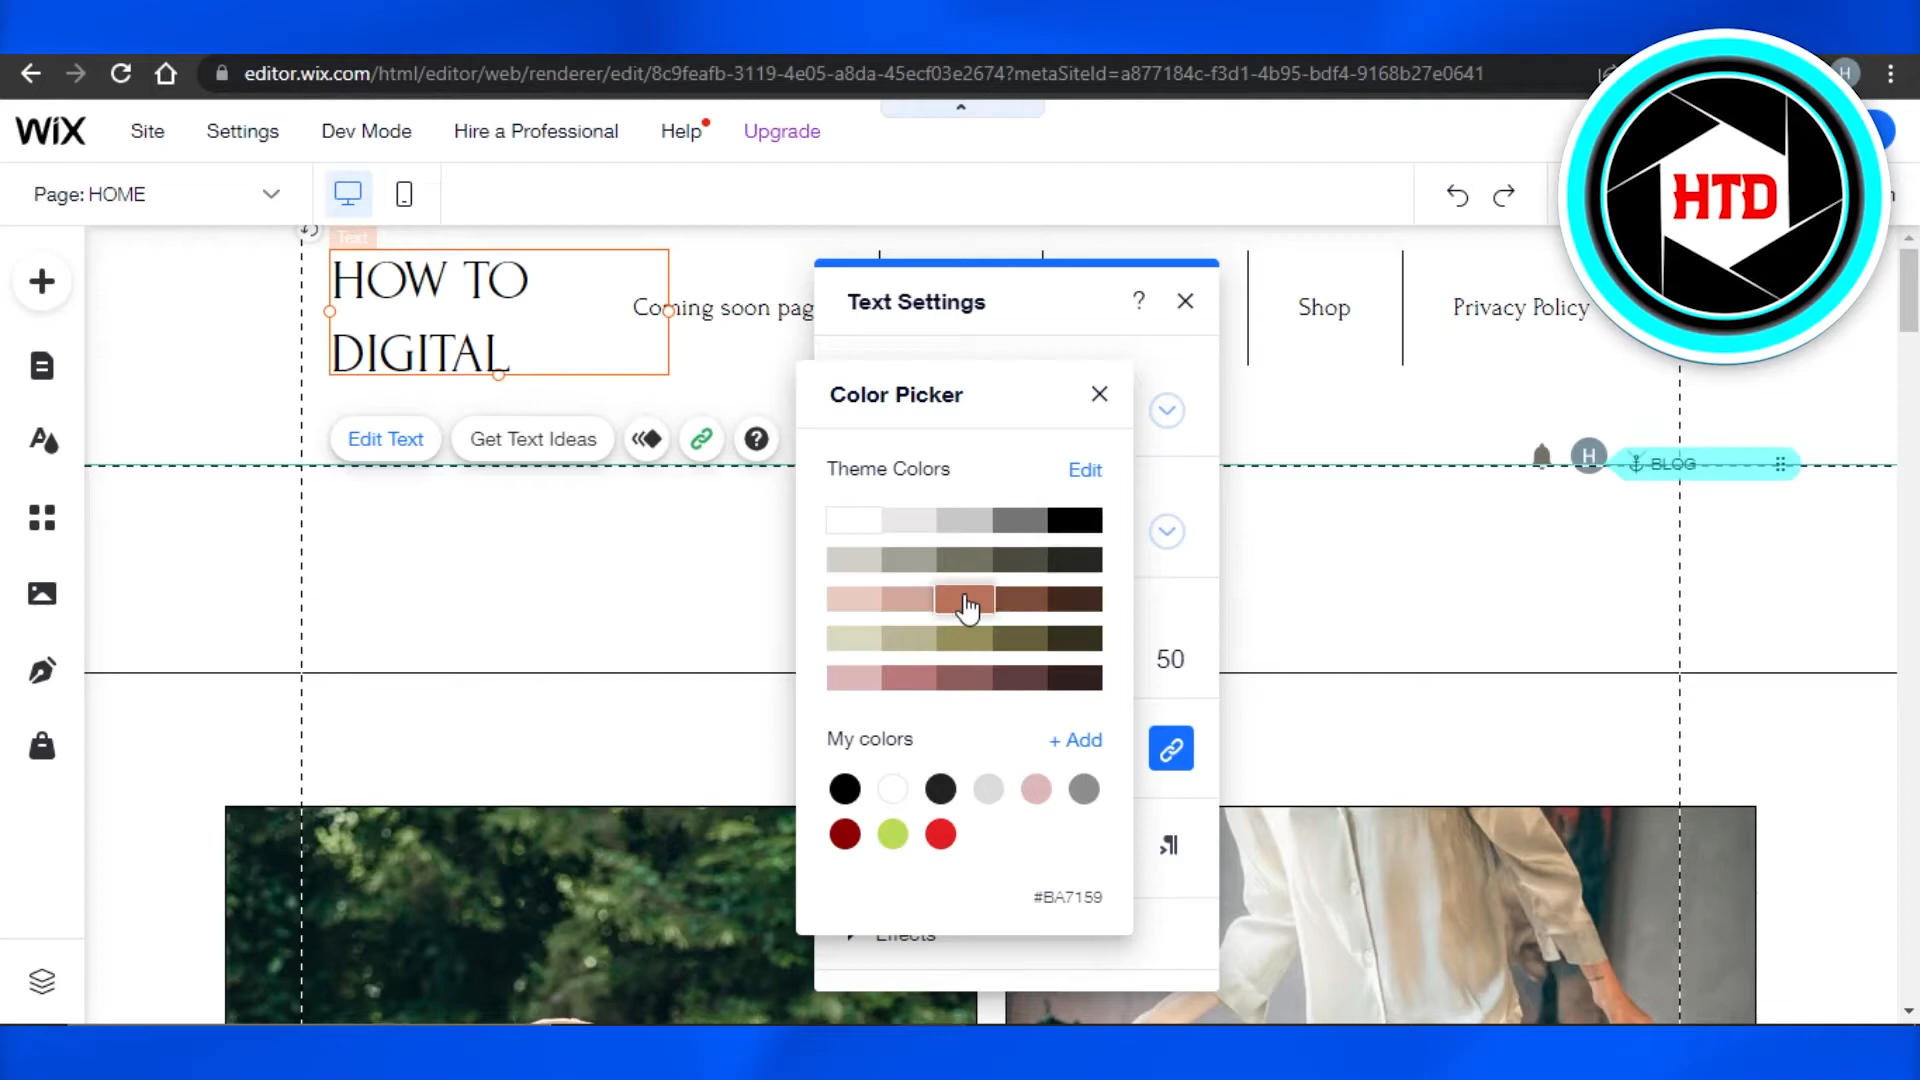 editor.wix.com/html/editor/web/renderer/edit/8c9feafb-3119-4e05-a8da-45ecf03e2674?metaSiteId=a877184c-f3d1-4b95-bdf4-9168b27e0641
H
WiX
Site
Settings
Dev Mode
Hire a Professional
Help
Upgrade
HTD
Page: HOME
Text
HOW TO
DIGITAL
Coming soon pag
Text Settings
?
Shop
Privacy Policy
Color Picker
Edit Text
Get Text Ideas
?
H
BLOG
Theme Colors
Edit
50
My colors
+ Add
#BA7159
Effects